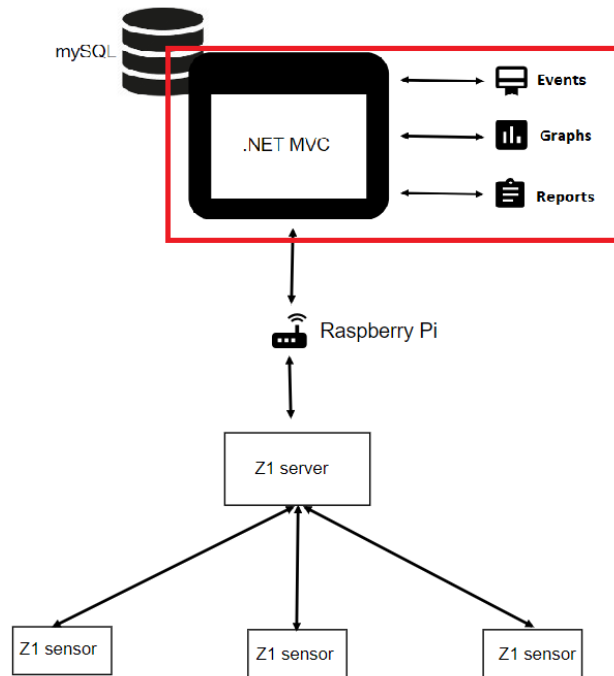 mySQL
.NET MVC
Events
Graphs
Reports
Raspberry Pi
Z1 server
Z1 sensor
Z1 sensor
Z1 sensor